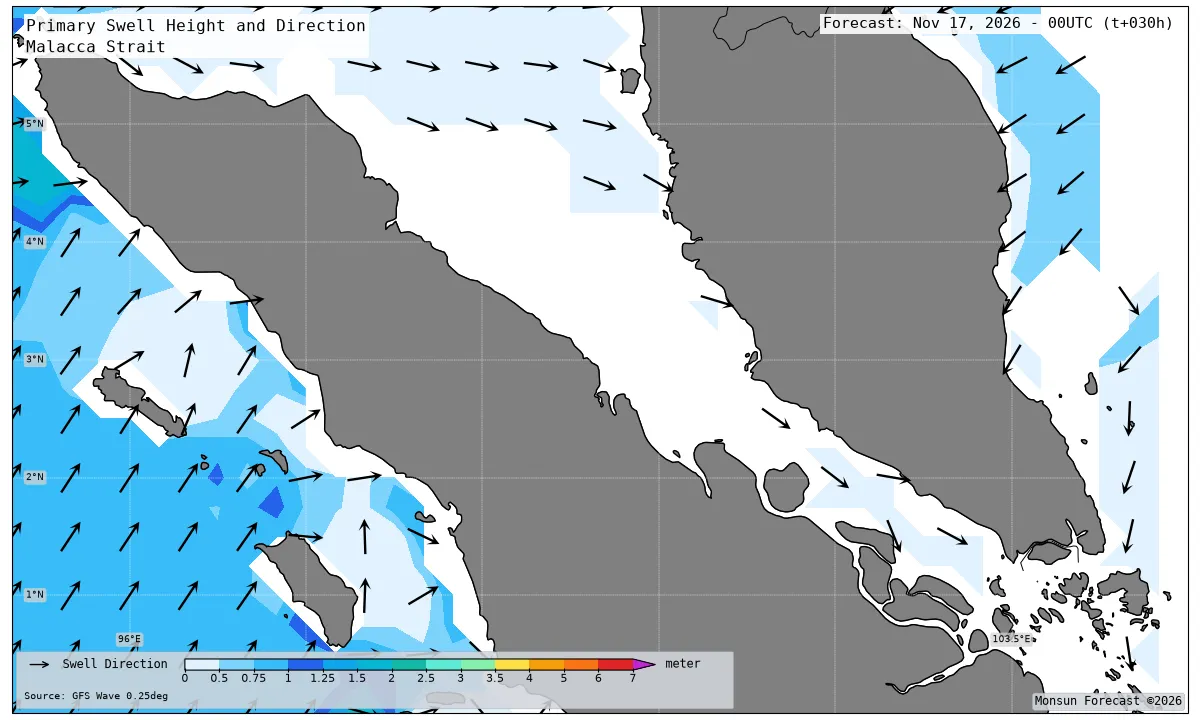 Primary Swell Height and Direction
Malacca Strait
Forecast: Nov 17, 2026 - 00UTC (t+030h)
5°N
4°N
3°N
2°N
1°N
96°E
103.5°E
Swell Direction
meter
0 0.5 0.75 1 1.25 1.5 2 2.5 3 3.5 4 5 6 7
Source: GFS Wave 0.25deg
Monsun Forecast ©2026